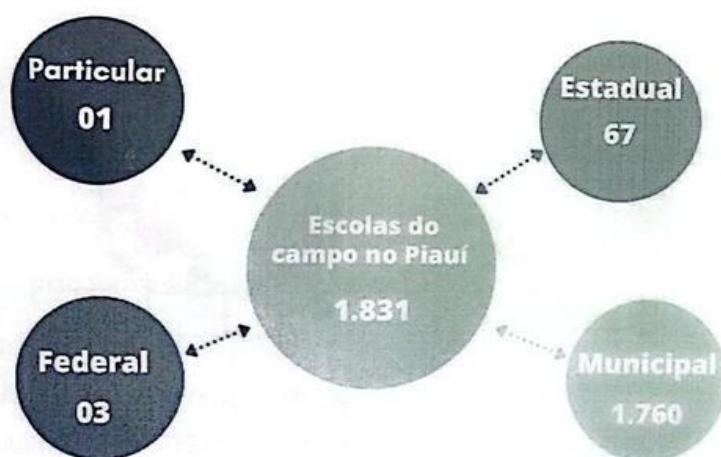 Particular
01
Estadual
67
Escolas do
campo no Piauí
1.831
Federal
03
Municipal
1.760